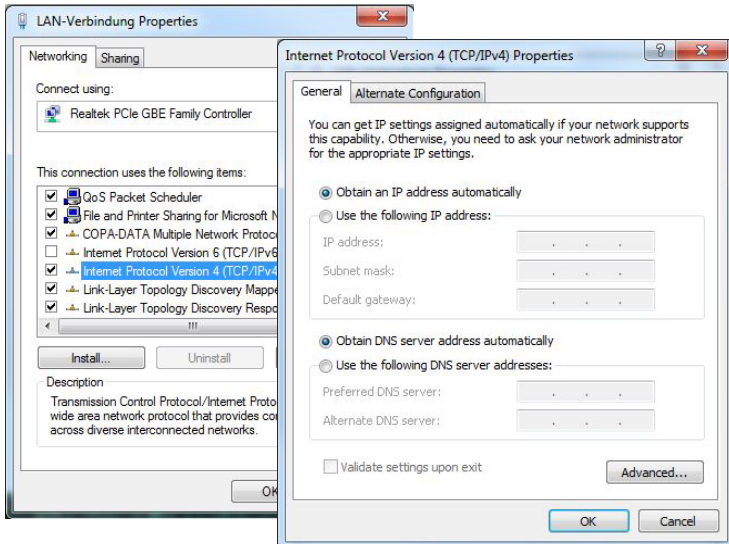 LAN-Verbindung Properties
Networking Sharing
Connect using:
Realtek PCIe GBE Family Controller
This connection uses the following items:
QoS Packet Scheduler
File and Printer Sharing for Microsoft N
COPA-DATA Multiple Network Protoc
Internet Protocol Version 6 (TCP/IPv6
Internet Protocol Version 4 (TCP/IPv4
Link-Layer Topology Discovery Mappe
Link-Layer Topology Discovery Respo
Install... Uninstall
Description
Transmission Control Protocol/Internet Proto
wide area network protocol that provides co
across diverse interconnected networks.
OK
Internet Protocol Version 4 (TCP/IPv4) Properties
General Alternate Configuration
You can get IP settings assigned automatically if your network supports
this capability. Otherwise, you need to ask your network administrator
for the appropriate IP settings.
Obtain an IP address automatically
Use the following IP address:
IP address:
Subnet mask:
Default gateway:
Obtain DNS server address automatically
Use the following DNS server addresses:
Preferred DNS server:
Alternate DNS server:
Validate settings upon exit
Advanced...
OK Cancel